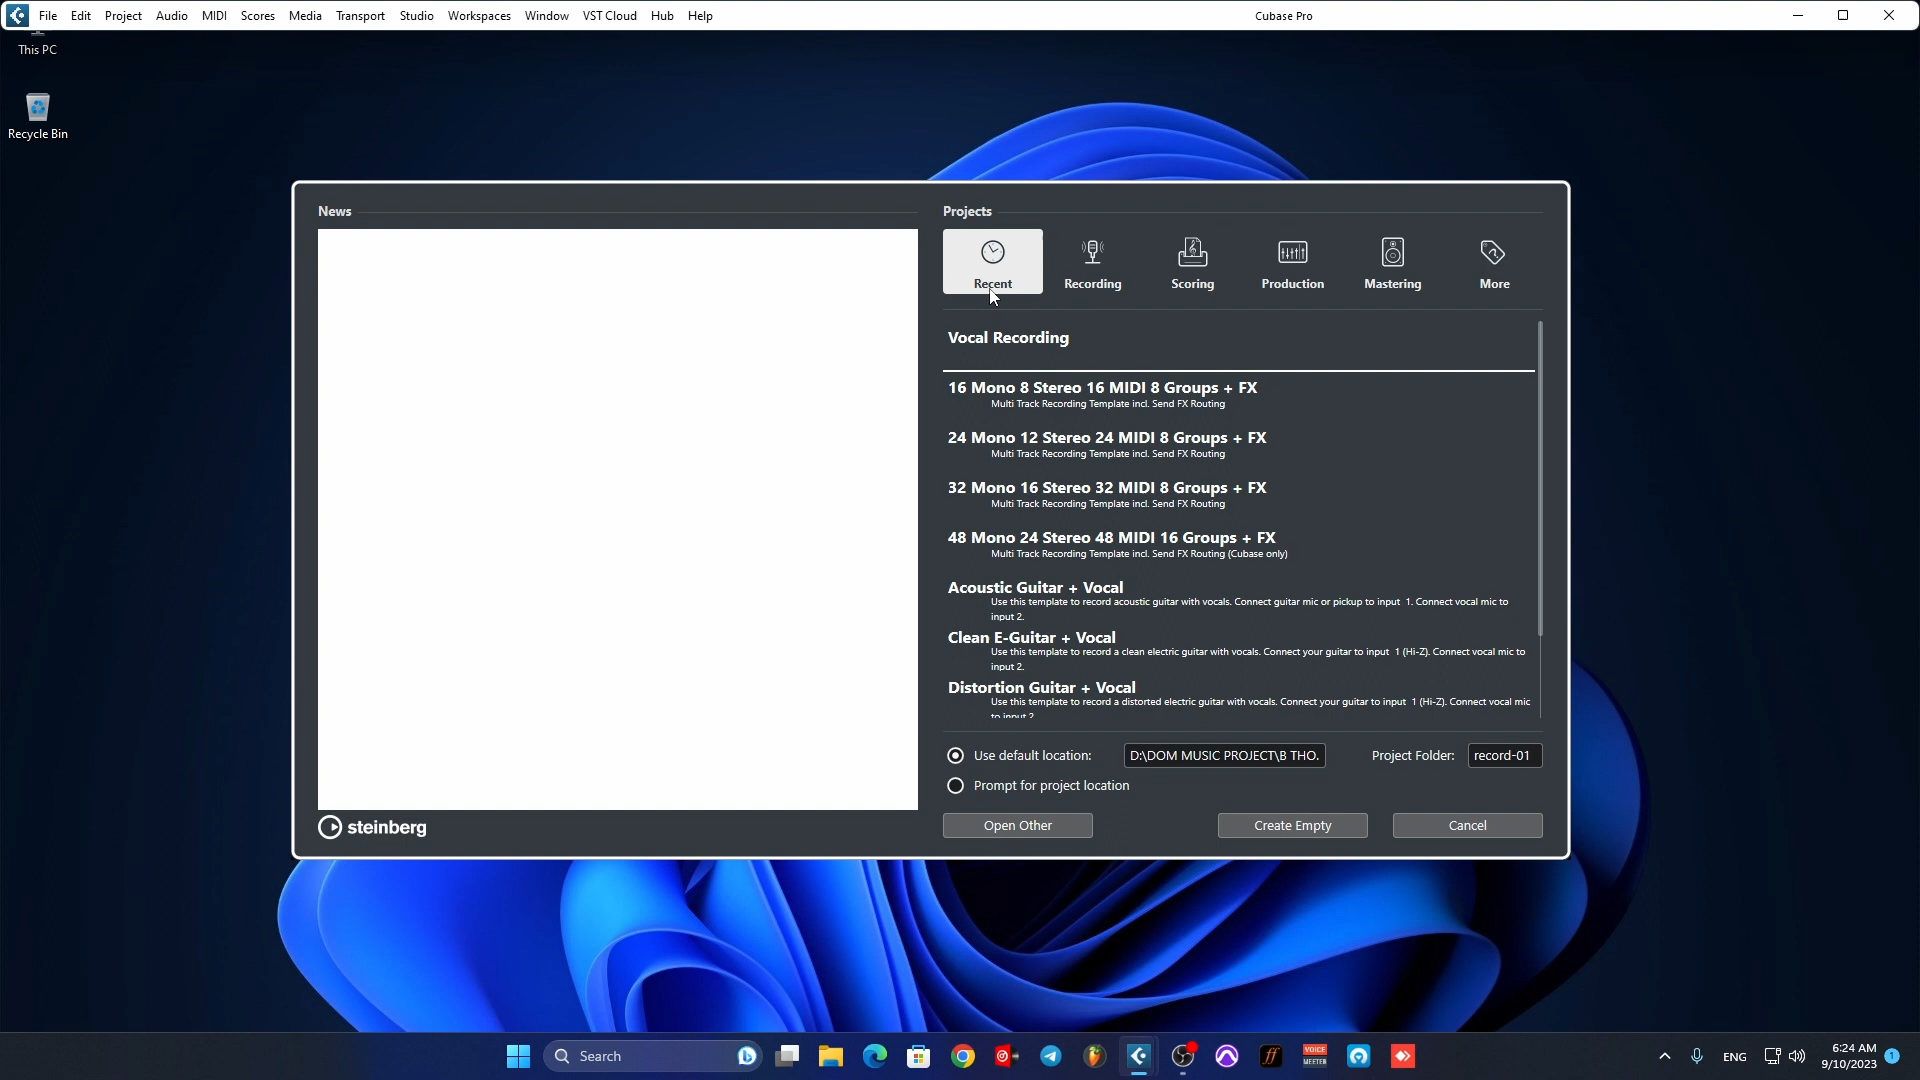 File Edit Project Audio MIDI Scores Media Transport Studio Workspaces Window VST Cloud Hub Help
Cubase Pro
This PC
Recycle Bin
News
Projects
Recent
Recording
Scoring
Production
Mastering
More
Vocal Recording
16 Mono 8 Stereo 16 MIDI 8 Groups + FX
Multi Track Recording Template incl. Send FX Routing
24 Mono 12 Stereo 24 MIDI 8 Groups + FX
Multi Track Recording Template incl. Send FX Routing
32 Mono 16 Stereo 32 MIDI 8 Groups + FX
Multi Track Recording Template incl. Send FX Routing
48 Mono 24 Stereo 48 MIDI 16 Groups + FX
Multi Track Recording Template incl. Send FX Routing (Cubase only)
Acoustic Guitar + Vocal
Use this template to record acoustic guitar with vocals. Connect guitar mic or pickup to input 1. Connect vocal mic to
input 2.
Clean E-Guitar + Vocal
Use this template to record a clean electric guitar with vocals. Connect your guitar to input 1 (Hi-Z). Connect vocal mic to
input 2.
Distortion Guitar + Vocal
Use this template to record a distorted electric guitar with vocals. Connect your guitar to input 1 (Hi-Z). Connect vocal mic
to input 2
Use default location: D:\DOM MUSIC PROJECT\B THO. Project Folder: record-01
Prompt for project location
Open Other
Create Empty
Cancel
steinberg
Search
VOICE
MEETER
ENG
6:24 AM
9/10/2023
1